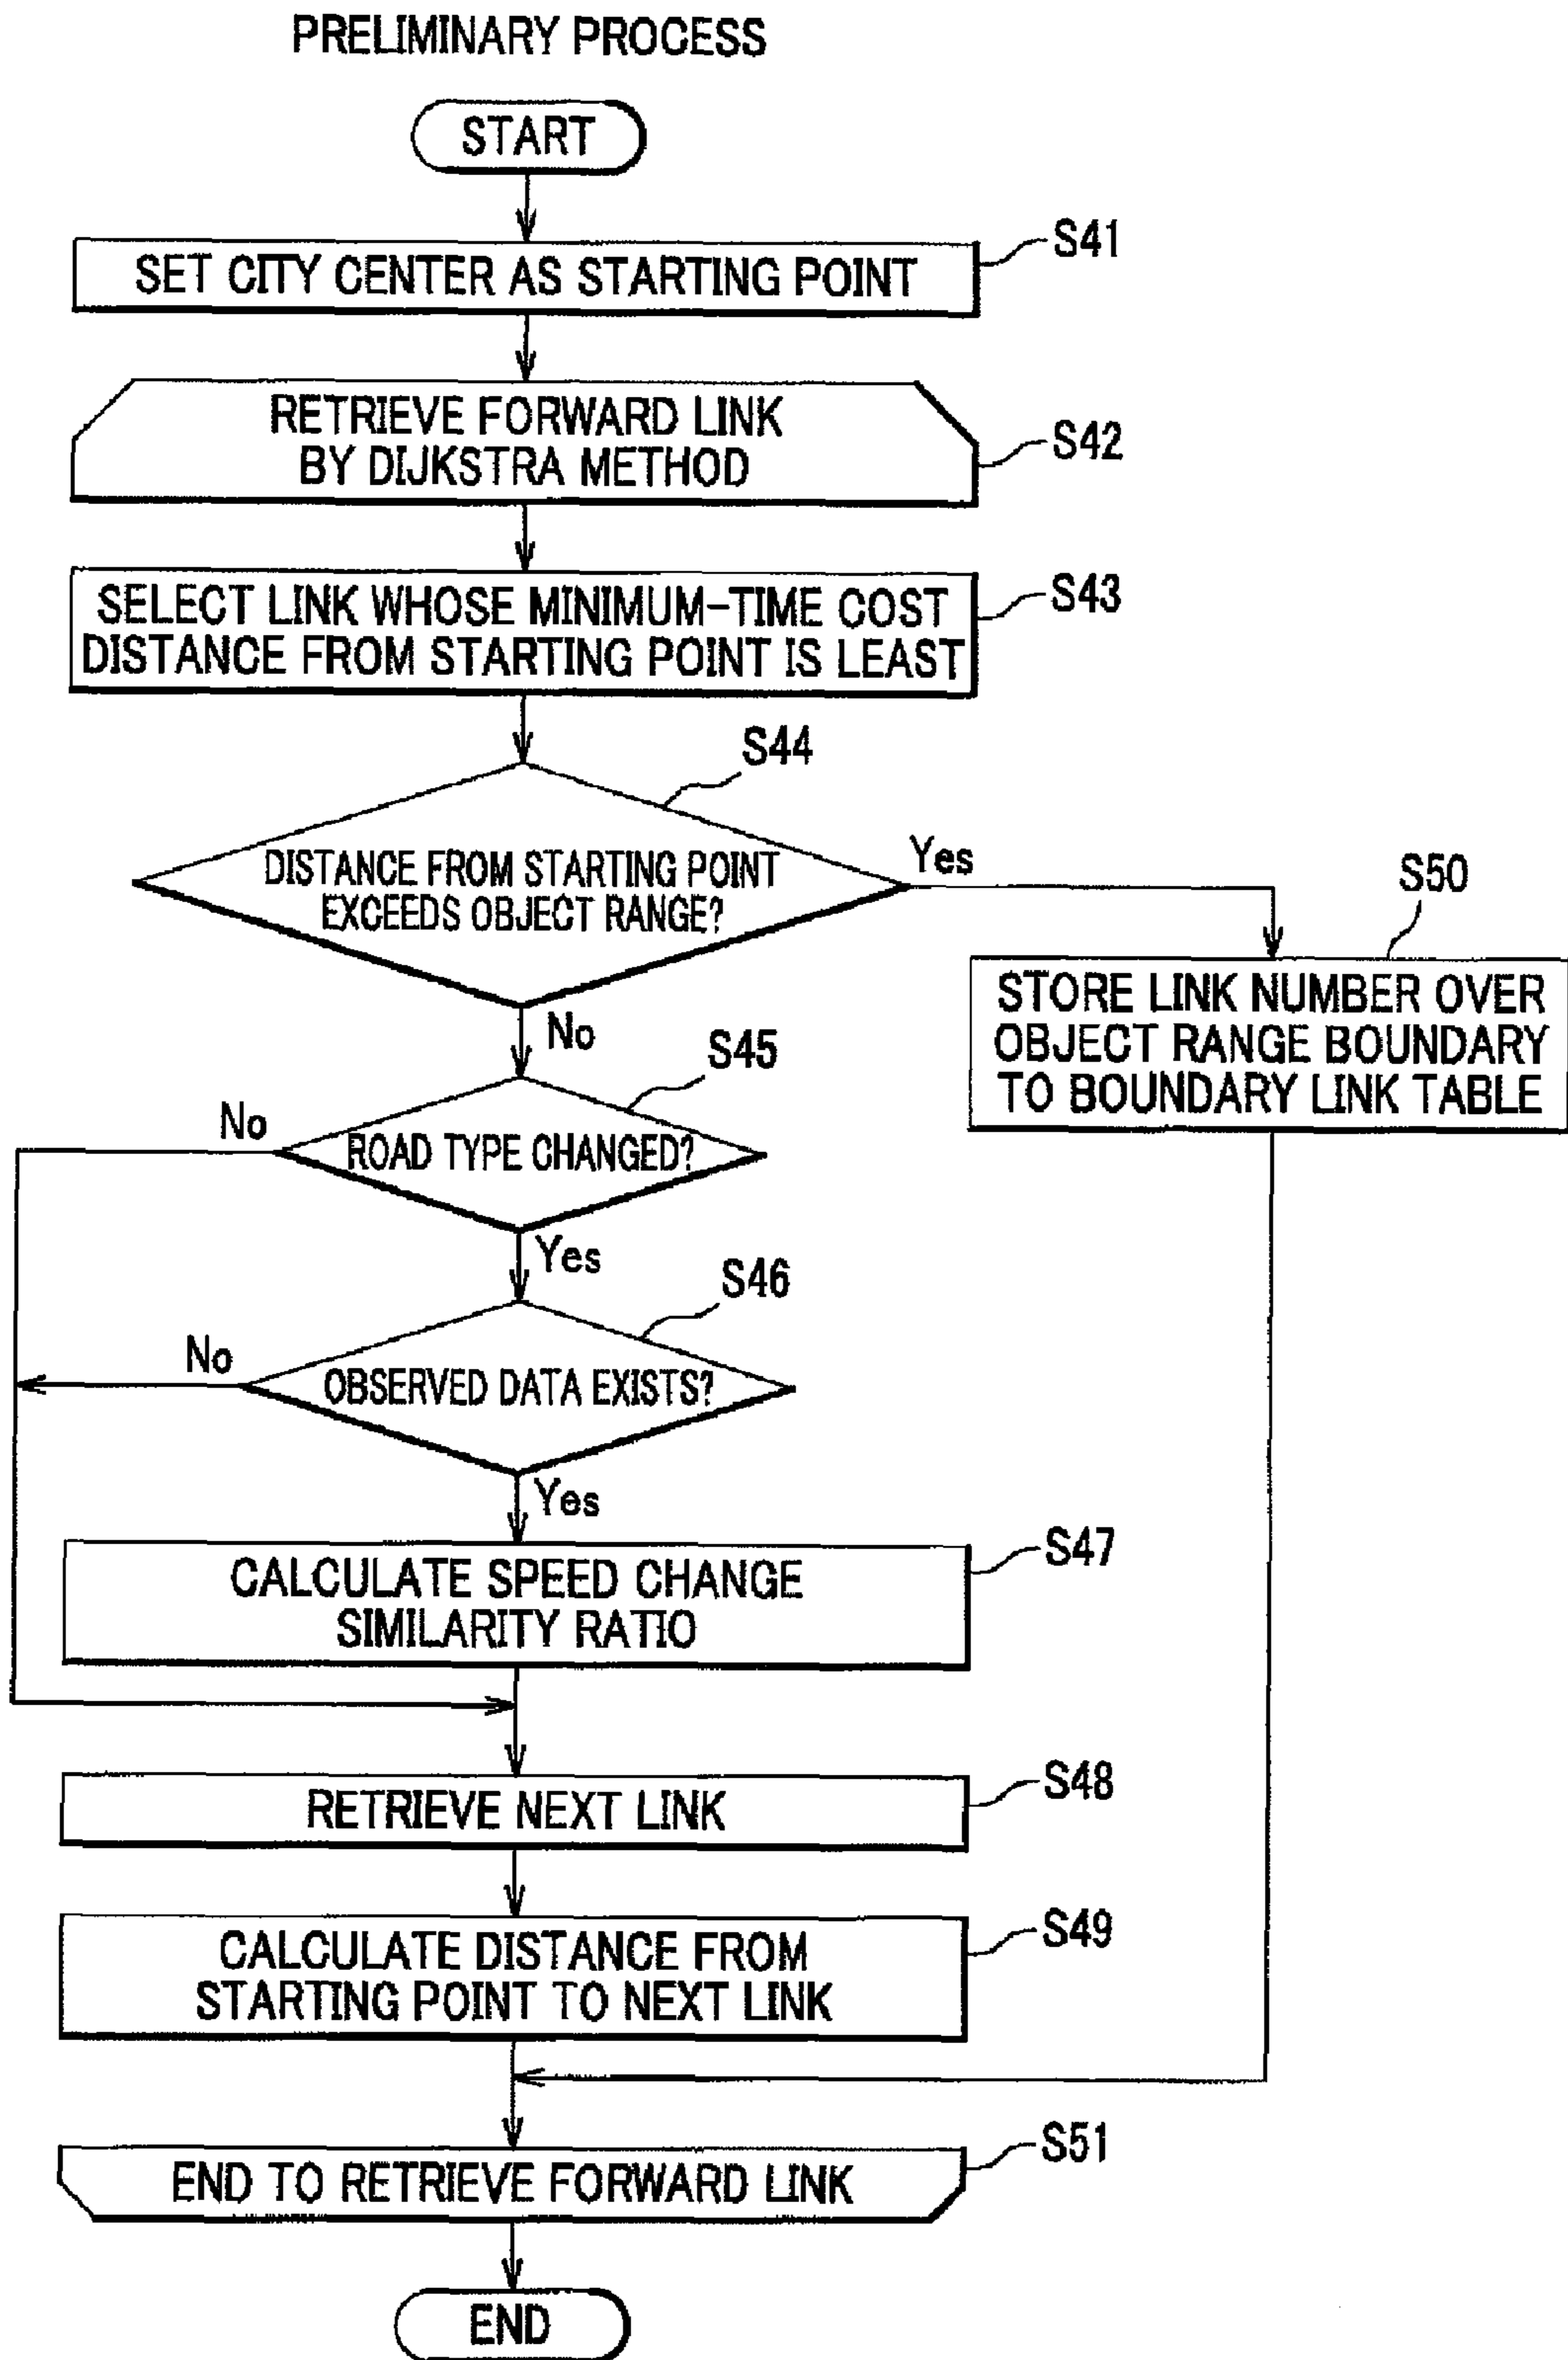 PRELIMINARY PROCESS
START
S41
SET CITY CENTER AS STARTING POINT
S42
RETRIEVE FORWARD LINK
BY DIJKSTRA METHOD
S43
SELECT LINK WHOSE MINIMUM-TIME COST
DISTANCE FROM STARTING POINT IS LEAST
S44
DISTANCE FROM STARTING POINT
EXCEEDS OBJECT RANGE?
Yes
No
S50
STORE LINK NUMBER OVER
OBJECT RANGE BOUNDARY
TO BOUNDARY LINK TABLE
S45
No
ROAD TYPE CHANGED?
Yes
S46
No
OBSERVED DATA EXISTS?
Yes
S47
CALCULATE SPEED CHANGE
SIMILARITY RATIO
S48
RETRIEVE NEXT LINK
S49
CALCULATE DISTANCE FROM
STARTING POINT TO NEXT LINK
S51
END TO RETRIEVE FORWARD LINK
END